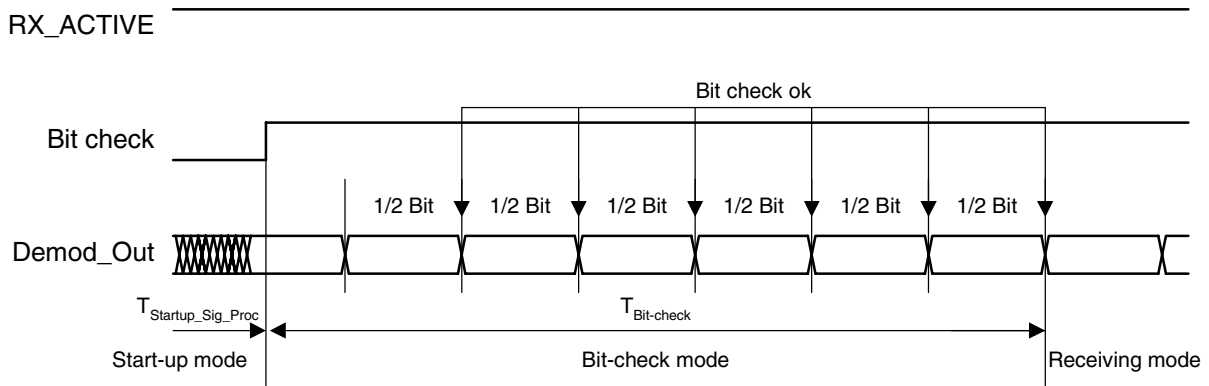 RX_ACTIVE
Bit check ok
Bit check
1/2 Bit 1/2 Bit 1/2 Bit 1/2 Bit 1/2 Bit 1/2 Bit
Demod_Out
TStartup_Sig_Proc TBit-check
Start-up mode Bit-check mode Receiving mode